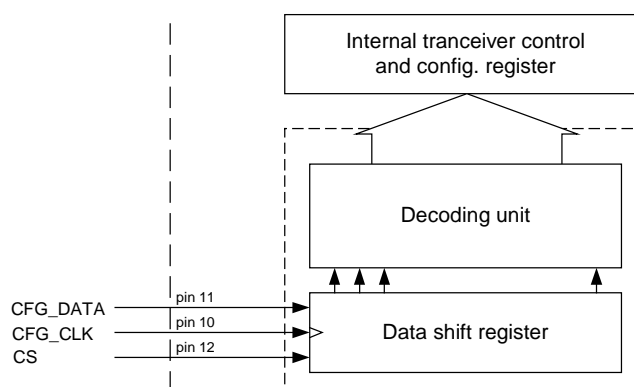 Internal tranceiver control
and config. register
Decoding unit
CFG_DATA pin 11
CFG_CLK pin 10
CS pin 12
Data shift register